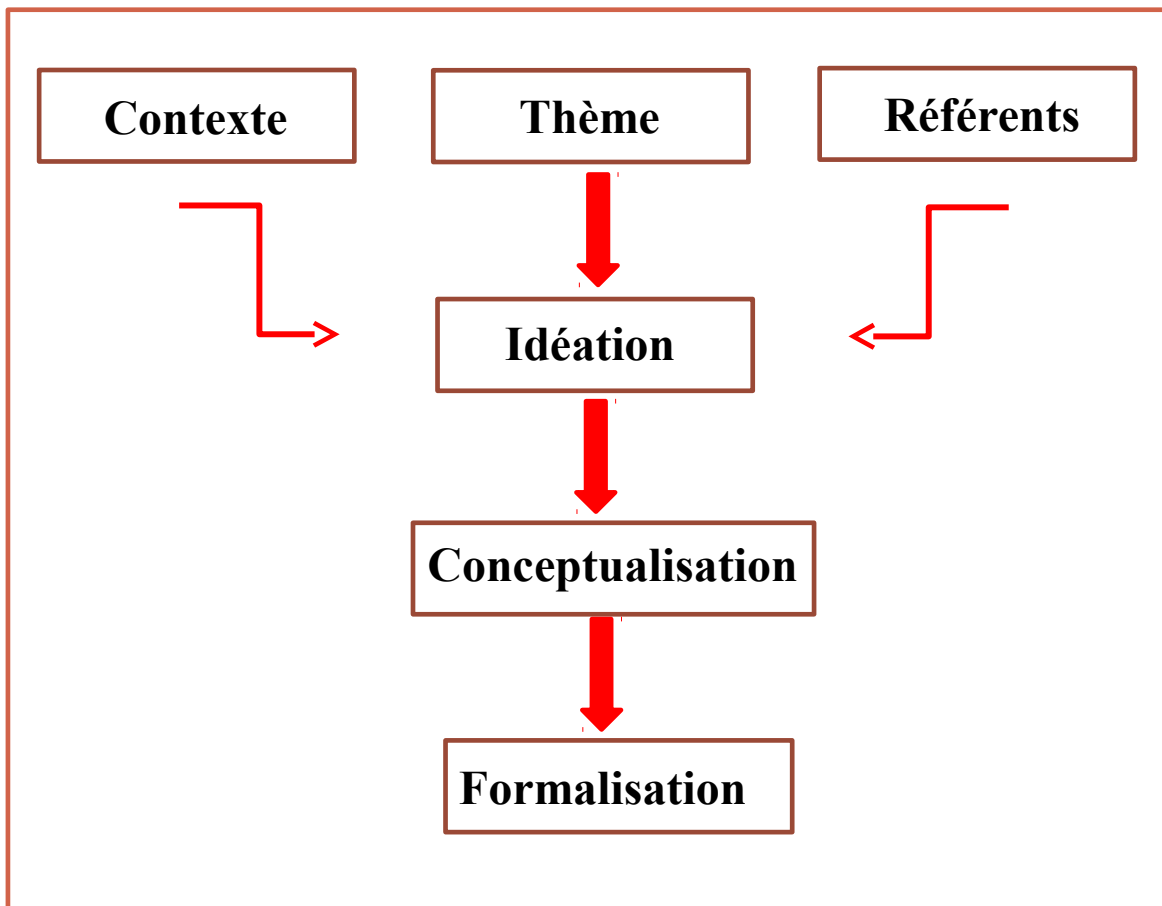 Contexte
Thème
Référents
Idéation
Conceptualisation
Formalisation